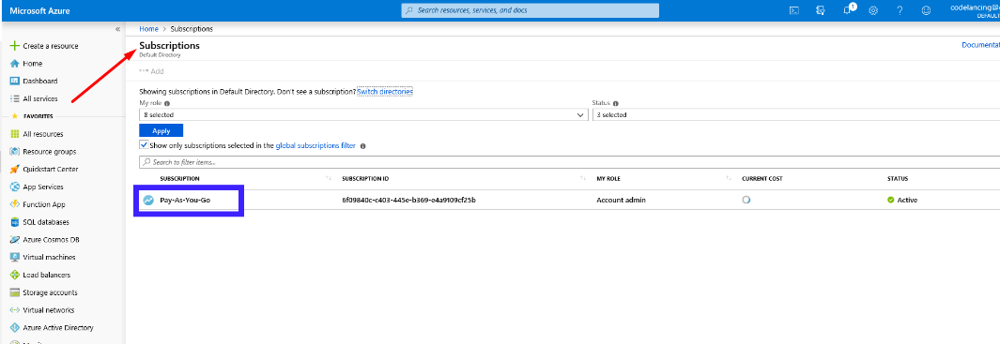 Microsoft Azure
Search resources, services, and docs
1
codelancing@
DEFAULT
«
Create a resource
Home
Dashboard
All services
FAVORITES
All resources
Resource groups
Quickstart Center
App Services
Function App
SQL databases
Azure Cosmos DB
Virtual machines
Load balancers
Storage accounts
Virtual networks
Azure Active Directory
Home > Subscriptions
Subscriptions
Default Directory
Documentat
Add
Showing subscriptions in Default Directory. Don't see a subscription? Switch directories
My role
Status
8 selected
3 selected
Apply
Show only subscriptions selected in the global subscriptions filter
Search to filter items...
SUBSCRIPTION SUBSCRIPTION ID MY ROLE CURRENT COST STATUS
Pay-As-You-Go 6f09840c-c403-445e-b369-e4a9109cf25b Account admin Active